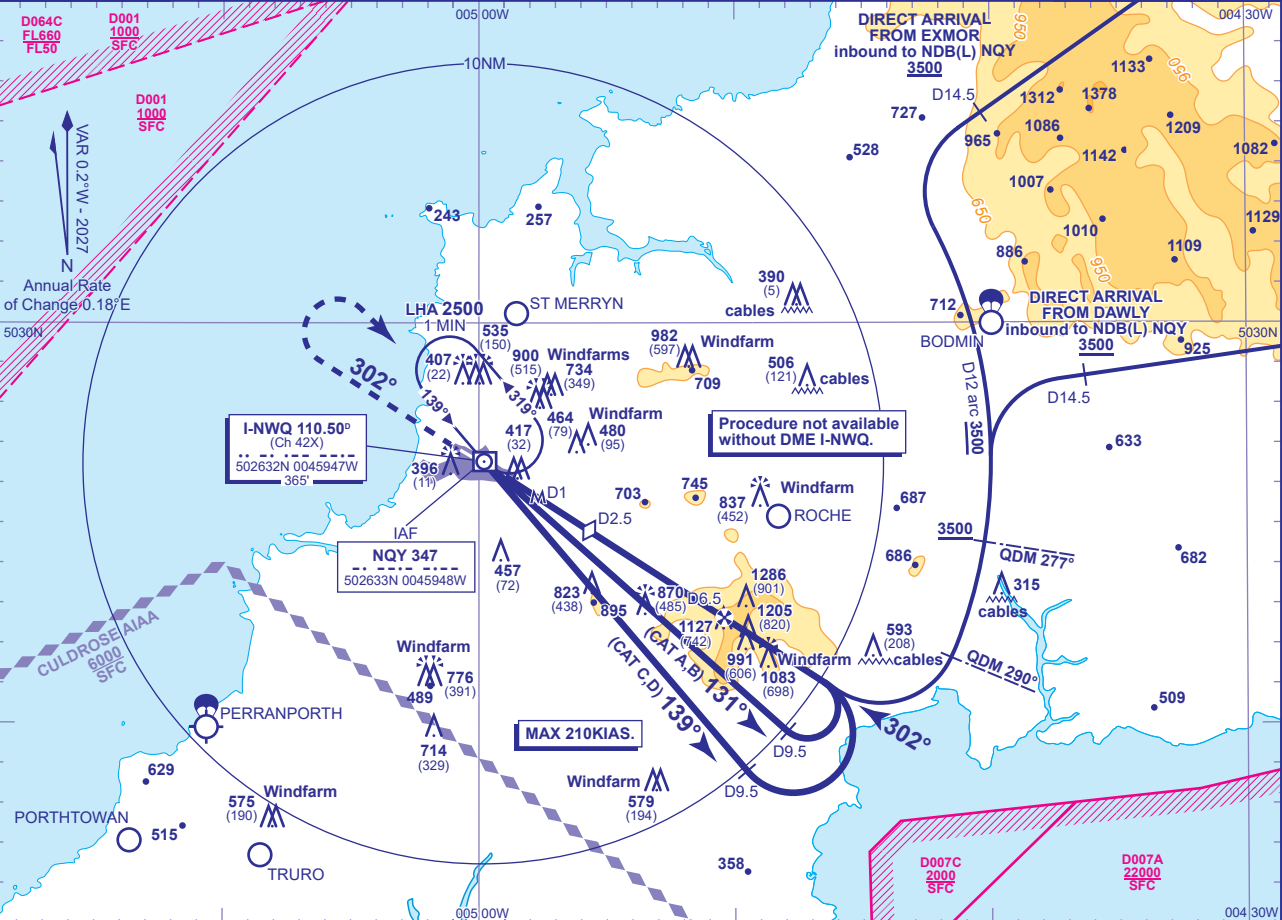 D064C
FL660
FL50
D001
1000
SFC
005 00W
DIRECT ARRIVAL
FROM EXMOR
inbound to NDB(L) NQY
3500
004 30W
950
950
10NM
D001
1000
SFC
VAR 0.2°W - 2027
N
Annual Rate
of Change 0.18°E
5030N
D14.5
727
528
965
1133
1312
1378
1086
1209
1142
1082
1007
650
1010
1129
886
950
1109
243
257
390
(5)
cables
712
BODMIN
DIRECT ARRIVAL
FROM DAWLY
inbound to NDB(L) NQY
3500
5030N
925
D14.5
LHA 2500
1 MIN
ST MERRYN
535
(150)
407
(22)
900
(515)
Windfarms
734
(349)
982
(597)
Windfarm
709
506
(121)
cables
302°
139°
319°
464
(79)
Windfarm
480
(95)
417
(32)
396
(11)
I-NWQ 110.50D
(Ch 42X)
502632N 0045947W
365'
Procedure not available
without DME I-NWQ.
D12 arc 3500
633
D1
D2.5
703
745
837
(452)
Windfarm
ROCHE
687
686
3500
QDM 277°
682
315
cables
IAF
NQY 347
502633N 0045948W
457
(72)
823
(438)
895
870
(485)
D6.5
1286
(901)
1205
(820)
1127
(742)
991
(606)
Windfarm
1083
(698)
593
(208)
cables
QDM 290°
509
CULDROSE AIAA
6000
SFC
(CAT C,D) 139°
(CAT A,B) 131°
302°
Windfarm
776
(391)
489
714
(329)
PERRANPORTH
MAX 210KIAS.
D9.5
D9.5
629
515
PORTHTOWAN
575
(190)
Windfarm
TRURO
Windfarm
579
(194)
358
D007C
2000
SFC
D007A
22000
SFC
005 00W
004 30W